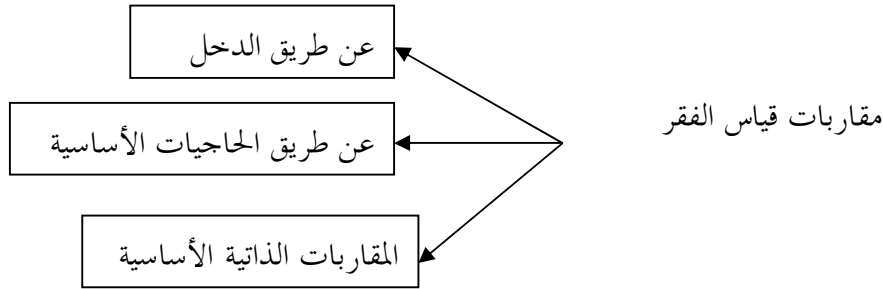 عن طريق الدخل
مقاربات قياس الفقر
عن طريق الحاجيات الأساسية
المقاربات الذاتية الأساسية